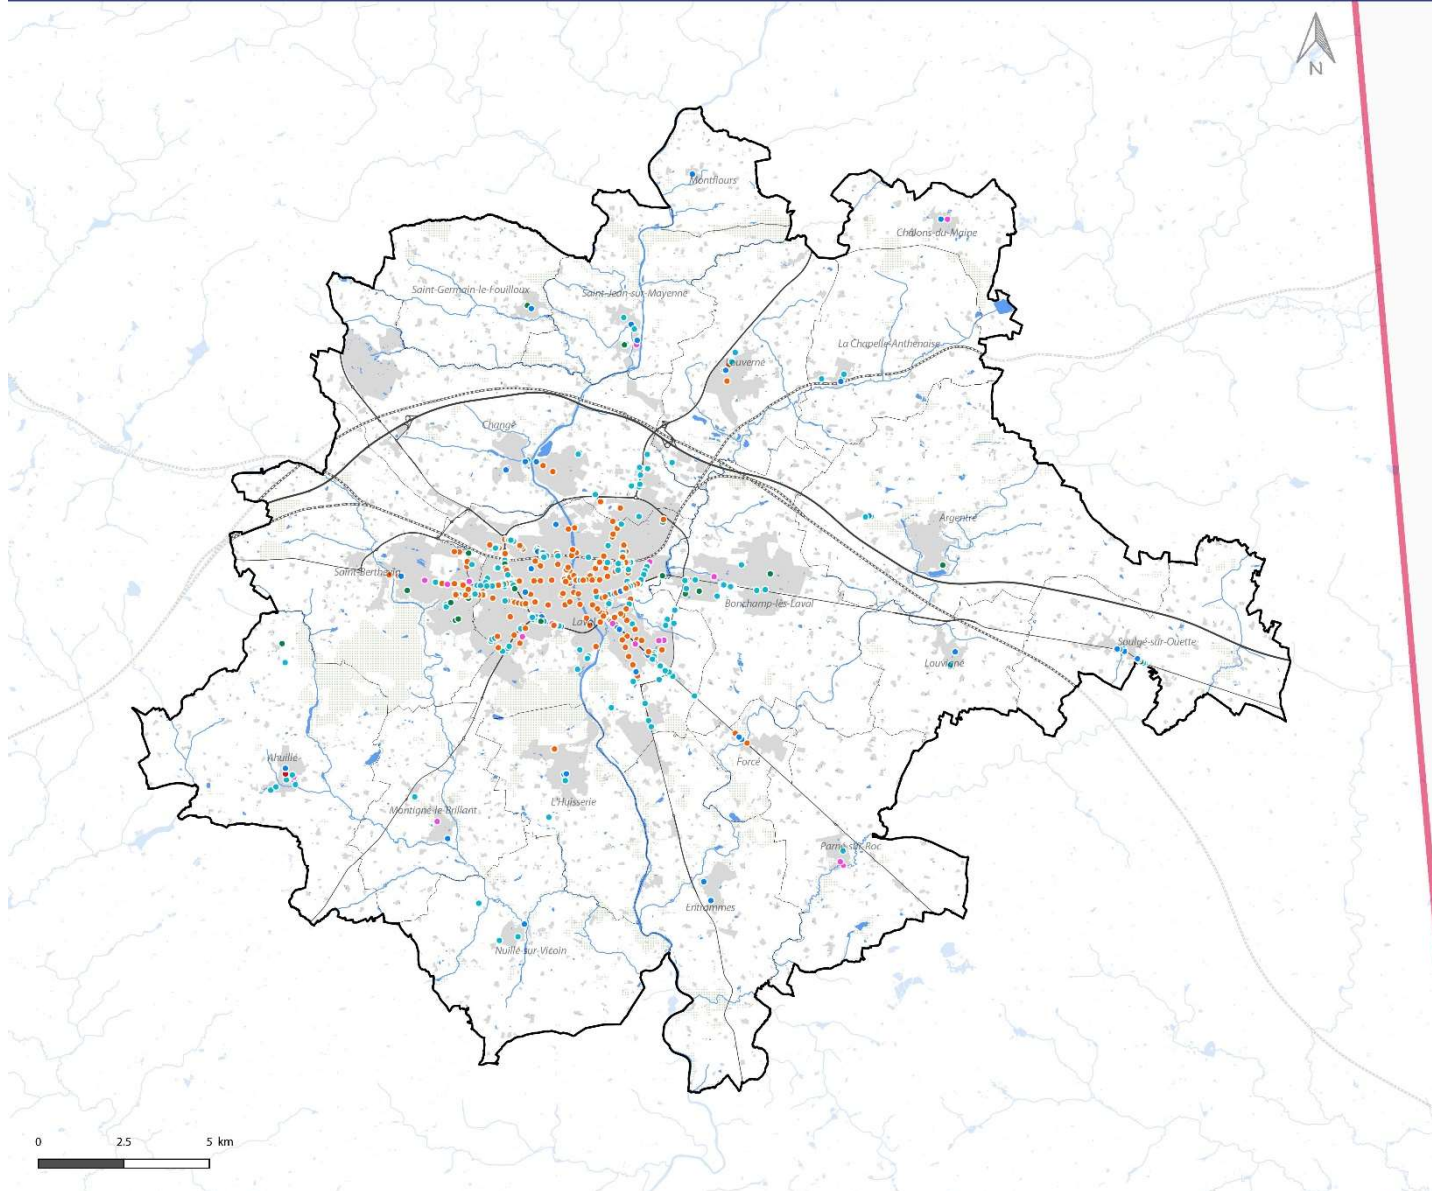 N
Montflours
Châlons-du-Maine
Saint-Germain-le-Fouilloux
Saint-Jean-sur-Mayenne
La Chapelle-Anthenaise
Louverné
Changé
Argentré
Saint-Berthevin
Bonchamp-lès-Laval
Laval
Soulgé-sur-Ouette
Louvigné
Ahuillé
Forcé
L'Huisserie
Montigné-le-Brillant
Parné-sur-Roc
Entrammes
Nuillé-sur-Vicoin
0 2.5 5 km